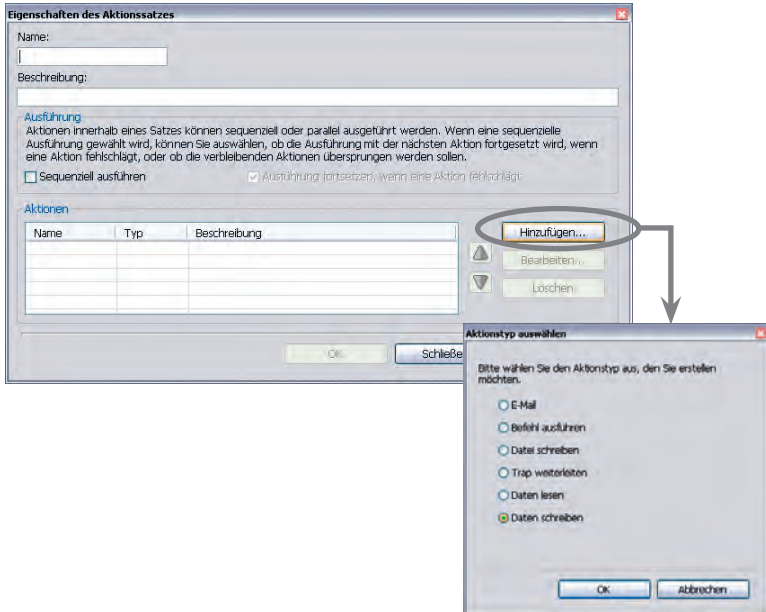 Eigenschaften des Aktionssatzes
Name:
Beschreibung:
Ausführung
Aktionen innerhalb eines Satzes können sequenziell oder parallel ausgeführt werden. Wenn eine sequenzielle
Ausführung gewählt wird, können Sie auswählen, ob die Ausführung mit der nächsten Aktion fortgesetzt wird, wenn
eine Aktion fehlschlägt, oder ob die verbleibenden Aktionen übersprungen werden sollen.
Sequenziell ausführen Ausführung fortsetzen, wenn eine Aktion fehlschlägt
Aktionen
Name Typ Beschreibung
Hinzufügen...
Bearbeiten...
Löschen
OK Schließe
Aktionstyp auswählen
Bitte wählen Sie den Aktionstyp aus, den Sie erstellen
möchten.
E-Mail
Befehl ausführen
Datei schreiben
Trap weiterleiten
Daten lesen
Daten schreiben
OK Abbrechen